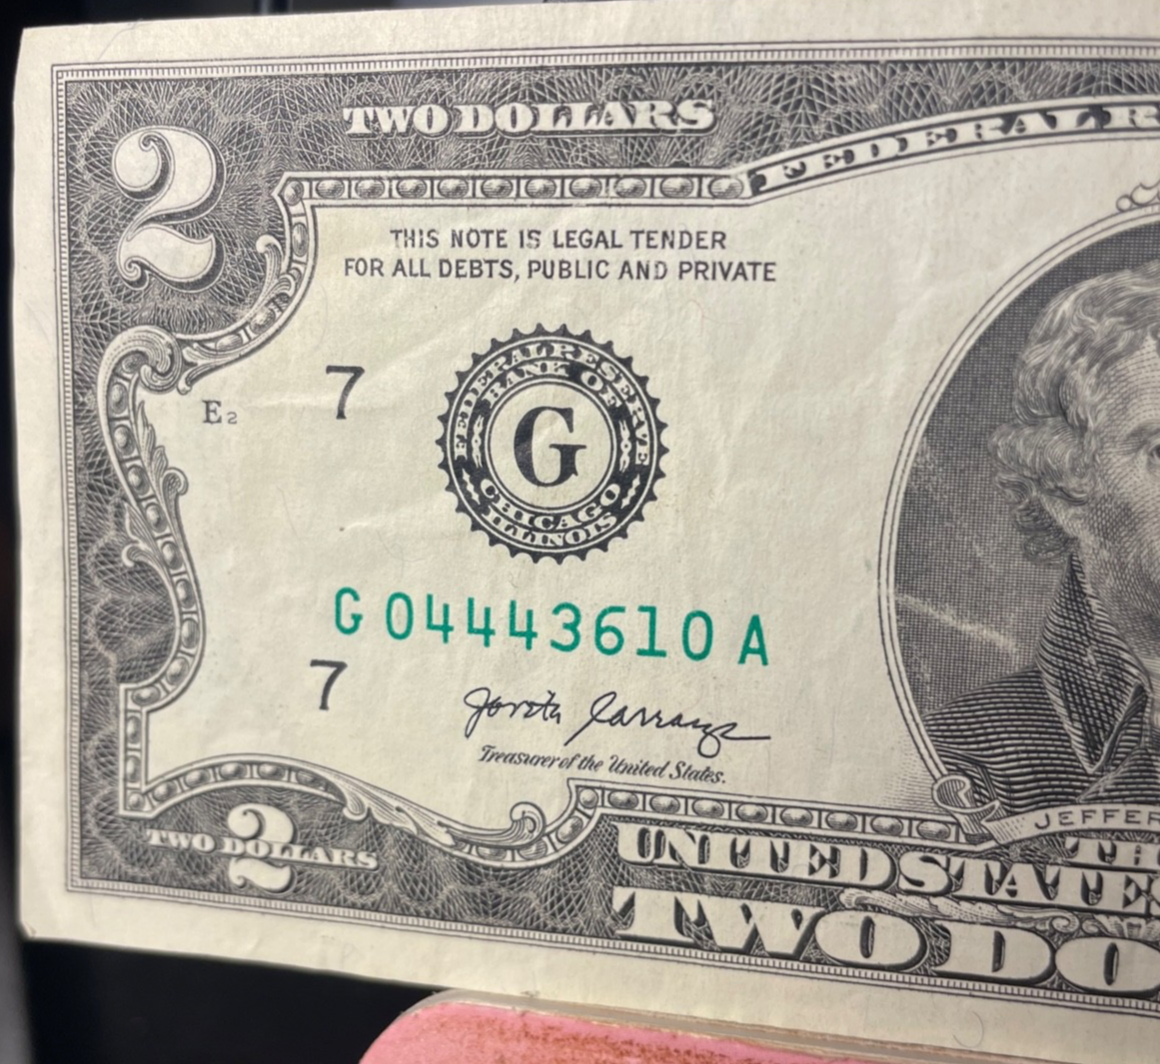 2 TWO DOLLARS
FEDERAL R
THIS NOTE IS LEGAL TENDER
FOR ALL DEBTS, PUBLIC AND PRIVATE
E2 7
FEDERAL RESERVE
BANK OF
G
CHICAGO
ILLINOIS
G 04443610 A
7
Treasurer of the United States.
JEFFER
2
TWO DOLLARS
TH
UNITED STATES
TWO DO